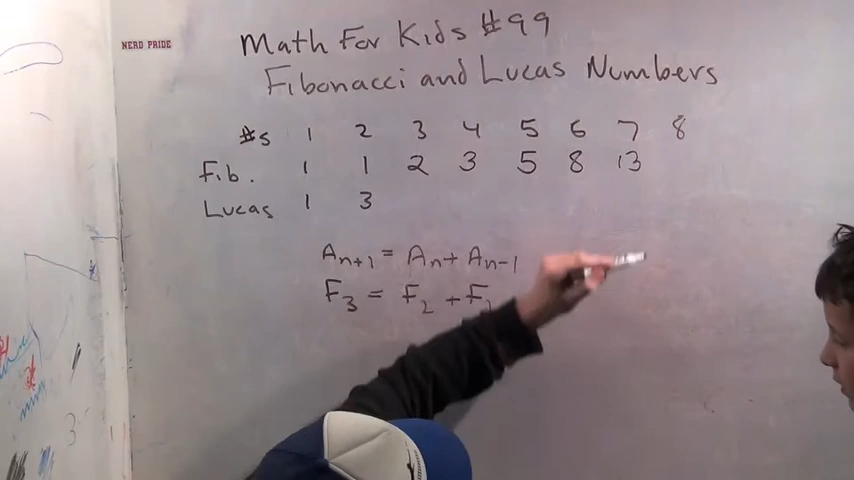 NERD PRIDE
Math For Kids #99
Fibonacci and Lucas Numbers
#s 1 2 3 4 5 6 7 8
Fib. 1 1 2 3 5 8 13
Lucas 1 3
Aₙ₊₁ = Aₙ + Aₙ₋₁
F₃ = F₂ + F
3